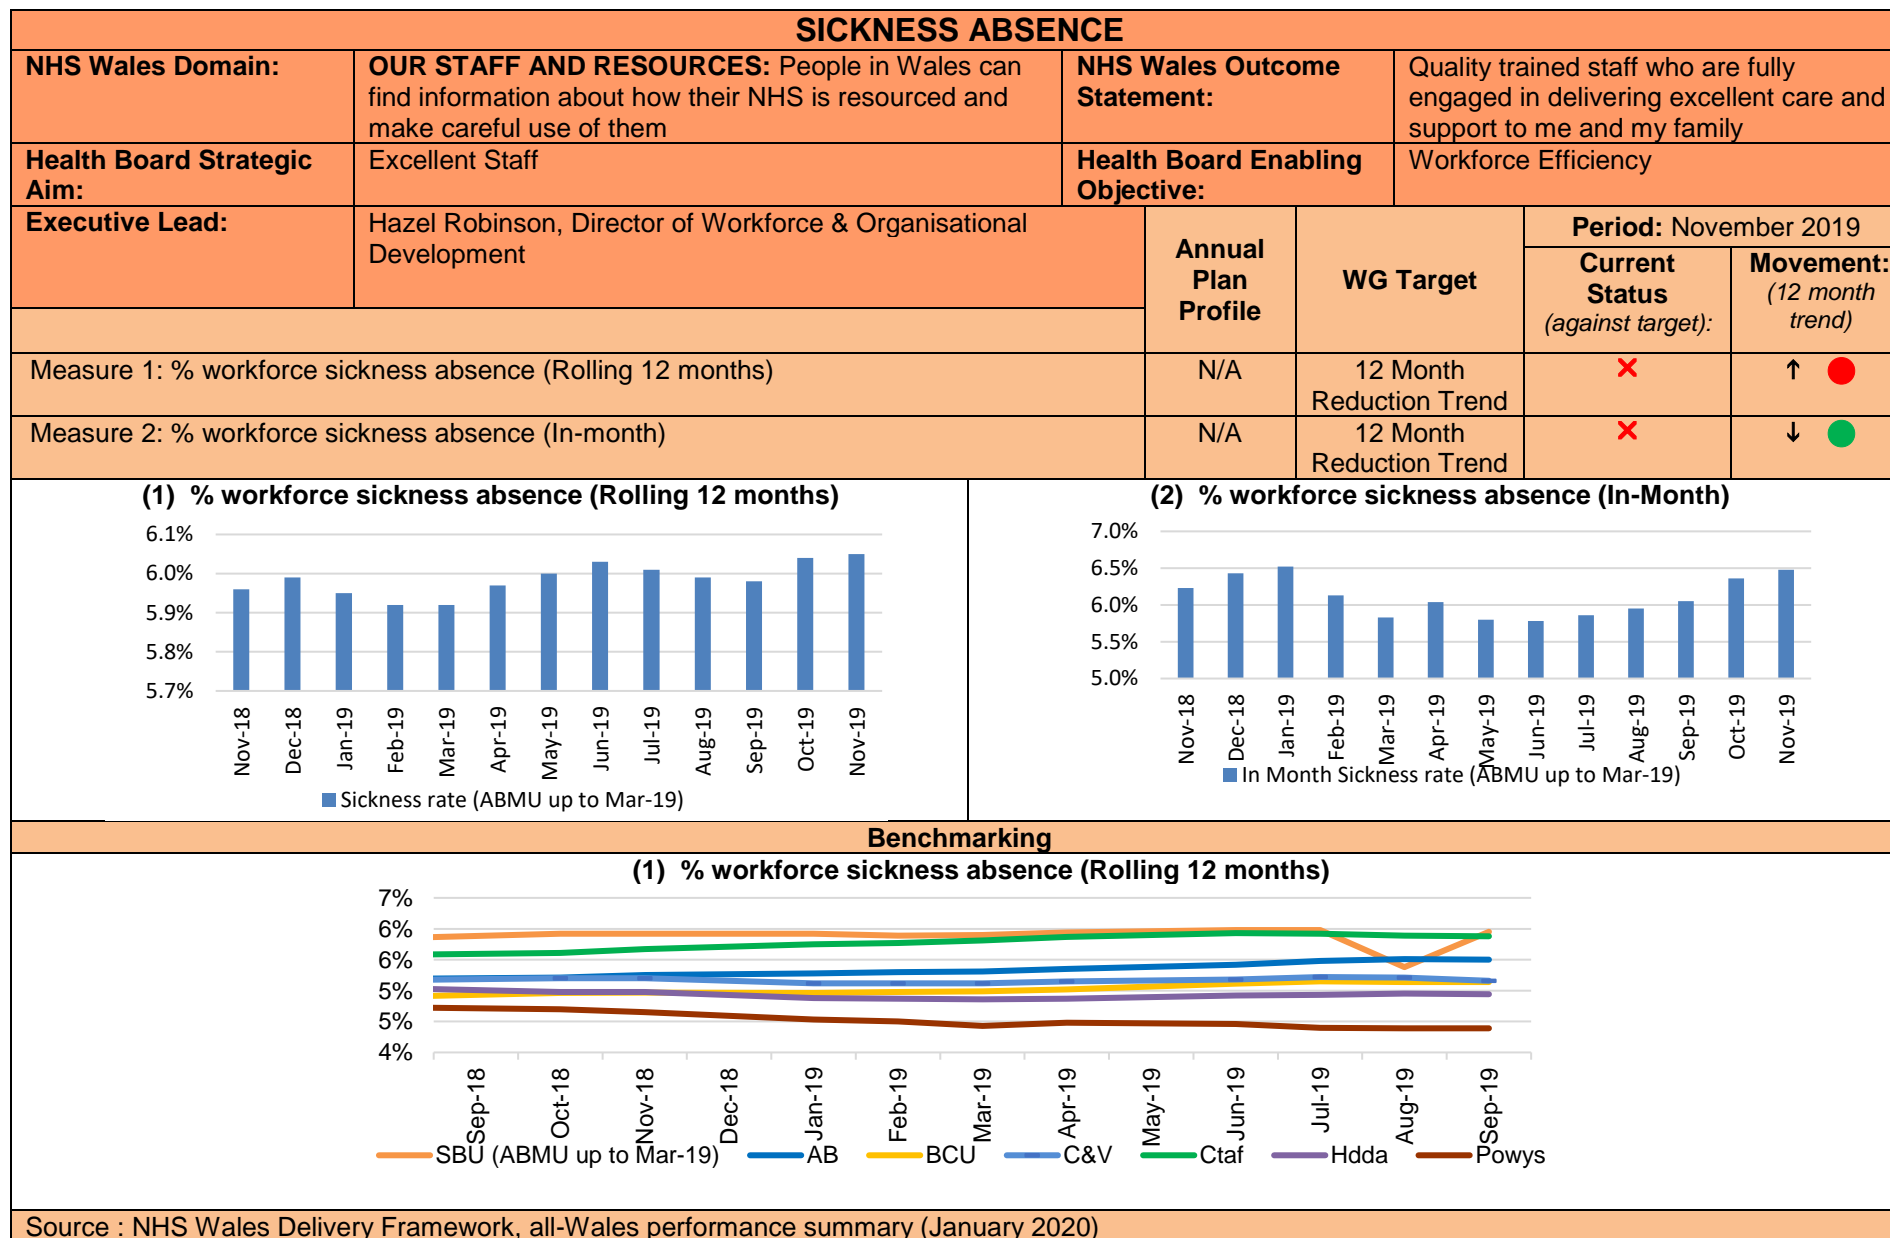 SICKNESS ABSENCE
NHS Wales Domain:
OUR STAFF AND RESOURCES: People in Wales can
find information about how their NHS is resourced and
make careful use of them
NHS Wales Outcome
Statement:
Quality trained staff who are fully
engaged in delivering excellent care and
support to me and my family
Health Board Strategic
Aim:
Excellent Staff
Health Board Enabling
Objective:
Workforce Efficiency
Executive Lead:
Hazel Robinson, Director of Workforce & Organisational
Development
Annual
Plan
Profile
WG Target
Period: November 2019
Current
Status
(against target):
Movement:
(12 month
trend)
Measure 1: % workforce sickness absence (Rolling 12 months)
N/A
12 Month
Reduction Trend
Measure 2: % workforce sickness absence (In-month)
N/A
12 Month
Reduction Trend
(1) % workforce sickness absence (Rolling 12 months)
6.1%
6.0%
5.9%
5.8%
5.7%
Nov-18
Dec-18
Jan-19
Feb-19
Mar-19
Apr-19
May-19
Jun-19
Jul-19
Aug-19
Sep-19
Oct-19
Nov-19
Sickness rate (ABMU up to Mar-19)
(2) % workforce sickness absence (In-Month)
7.0%
6.5%
6.0%
5.5%
5.0%
Nov-18
Dec-18
Jan-19
Feb-19
Mar-19
Apr-19
May-19
Jun-19
Jul-19
Aug-19
Sep-19
Oct-19
Nov-19
In Month Sickness rate (ABMU up to Mar-19)
Benchmarking
(1) % workforce sickness absence (Rolling 12 months)
7%
6%
6%
5%
5%
4%
Sep-18
Oct-18
Nov-18
Dec-18
Jan-19
Feb-19
Mar-19
Apr-19
May-19
Jun-19
Jul-19
Aug-19
Sep-19
SBU (ABMU up to Mar-19)
AB
BCU
C&V
Ctaf
Hdda
Powys
Source : NHS Wales Delivery Framework, all-Wales performance summary (January 2020)